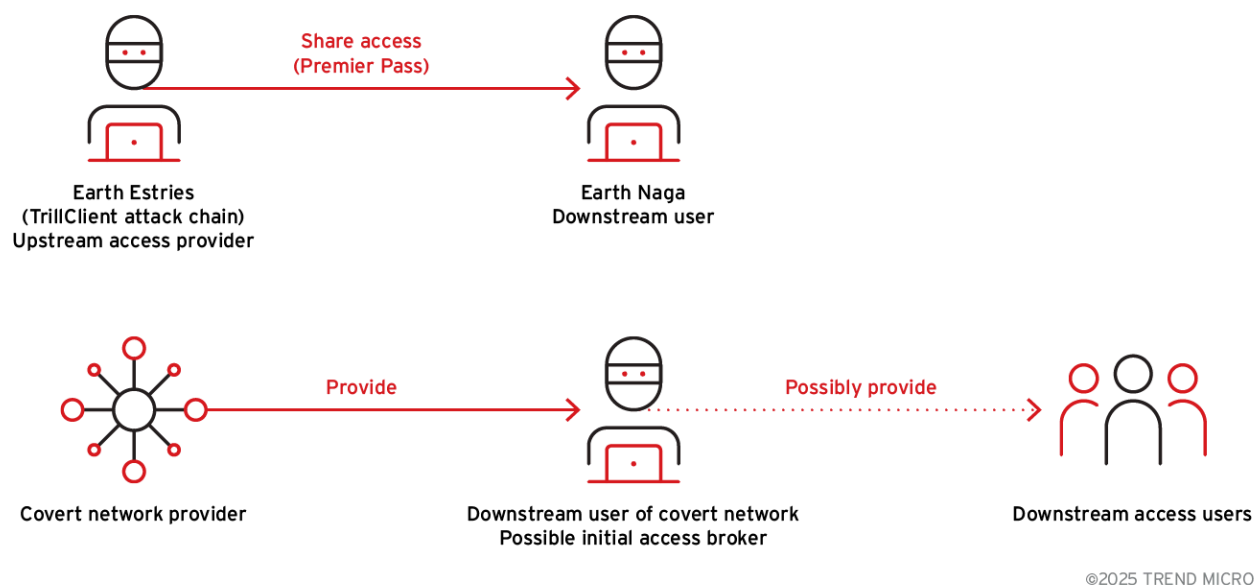 Share access
(Premier Pass)
Earth Estries
(TrillClient attack chain)
Upstream access provider
Earth Naga
Downstream user
Provide
Possibly provide
Covert network provider
Downstream user of covert network
Possible initial access broker
Downstream access users
©2025 TREND MICRO